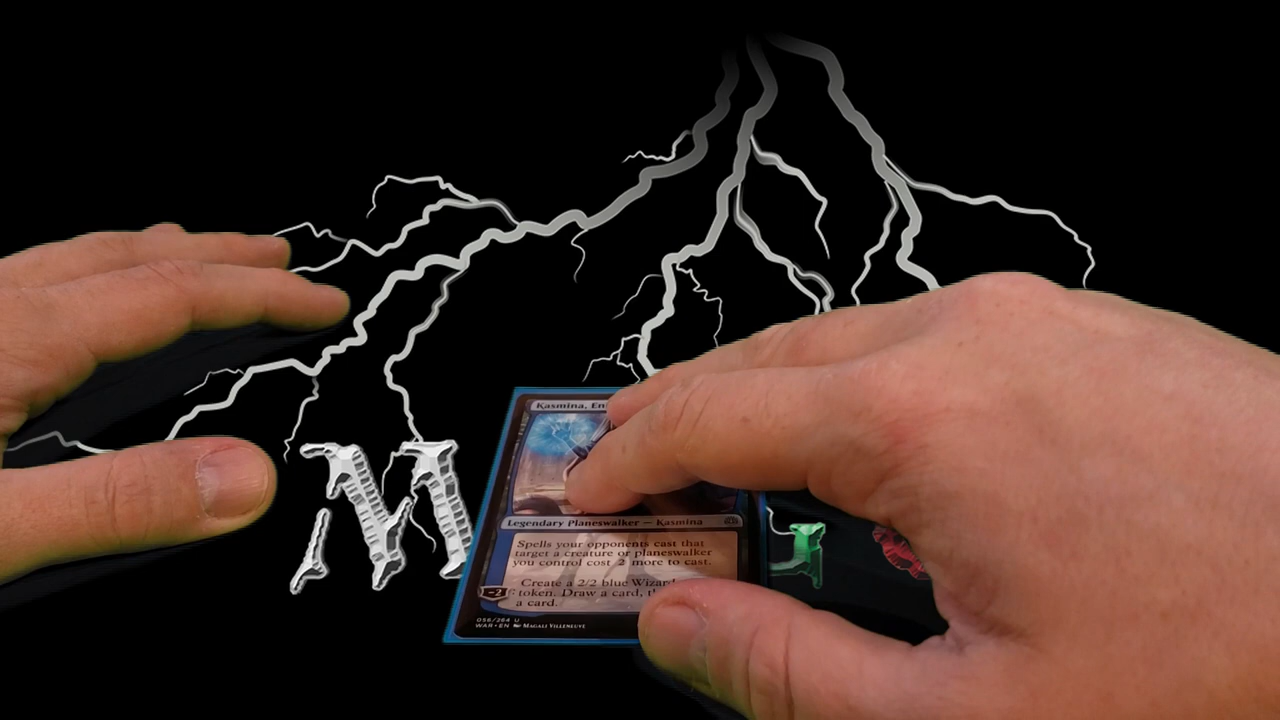 M
Kasmina, En
Legendary Planeswalker — Kasmina
Spells your opponents cast that
target a creature or planeswalker
you control cost 2 more to cast.
-2: Create a 2/2 blue Wizard
token. Draw a card, th
a card.
056/264 U
WAR • EN MAGALI VILLENEUVE